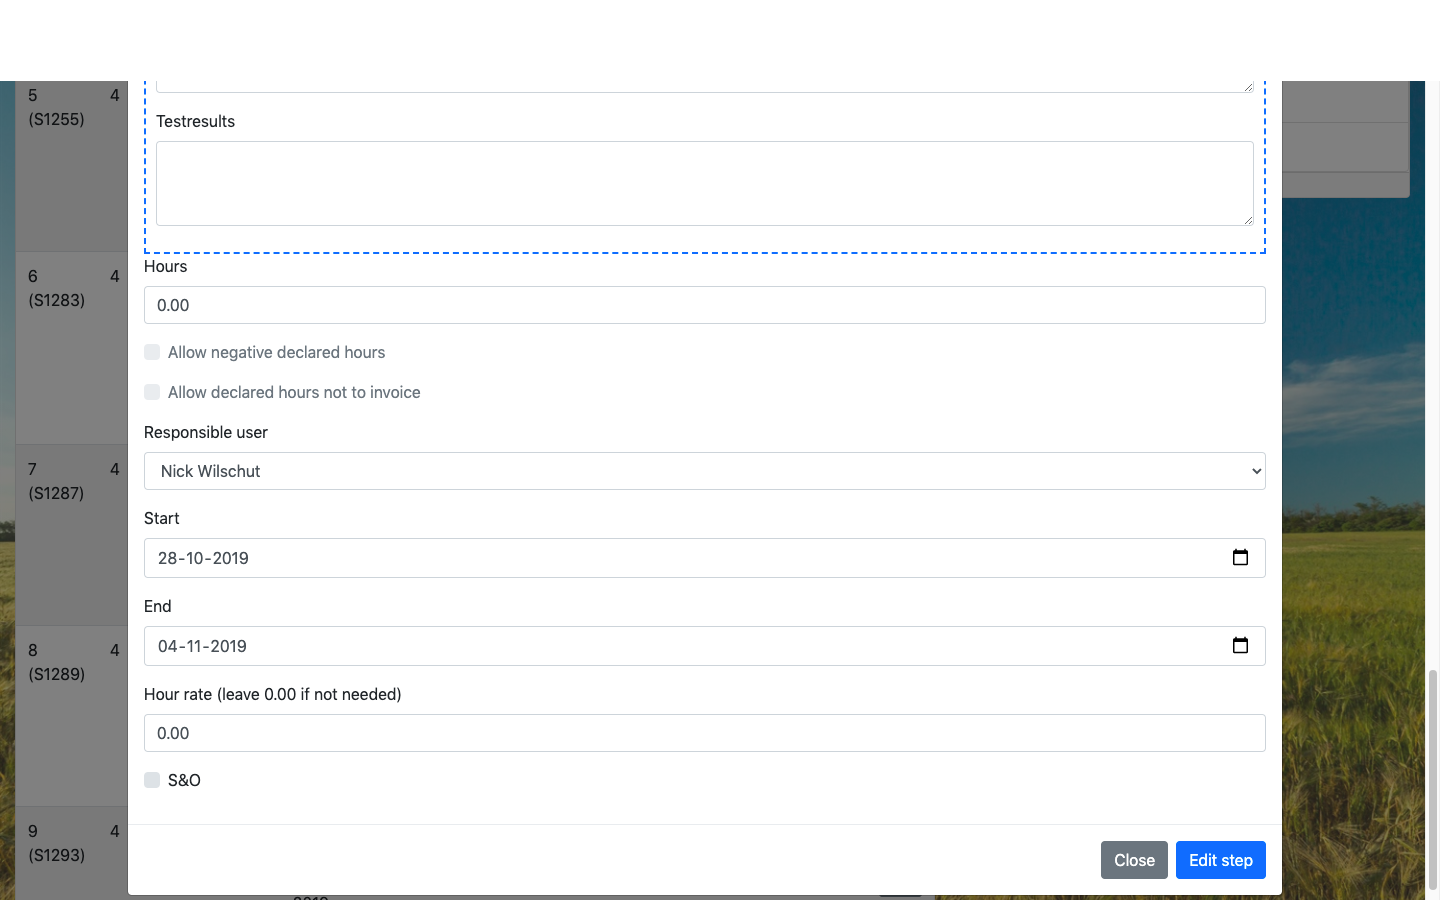 5 4
(S1255)
6 4
(S1283)
7 4
(S1287)
8 4
(S1289)
9 4
(S1293)
Testresults
Hours
0.00
Allow negative declared hours
Allow declared hours not to invoice
Responsible user
Nick Wilschut
Start
28-10-2019
End
04-11-2019
Hour rate (leave 0.00 if not needed)
0.00
S&O
Close Edit step